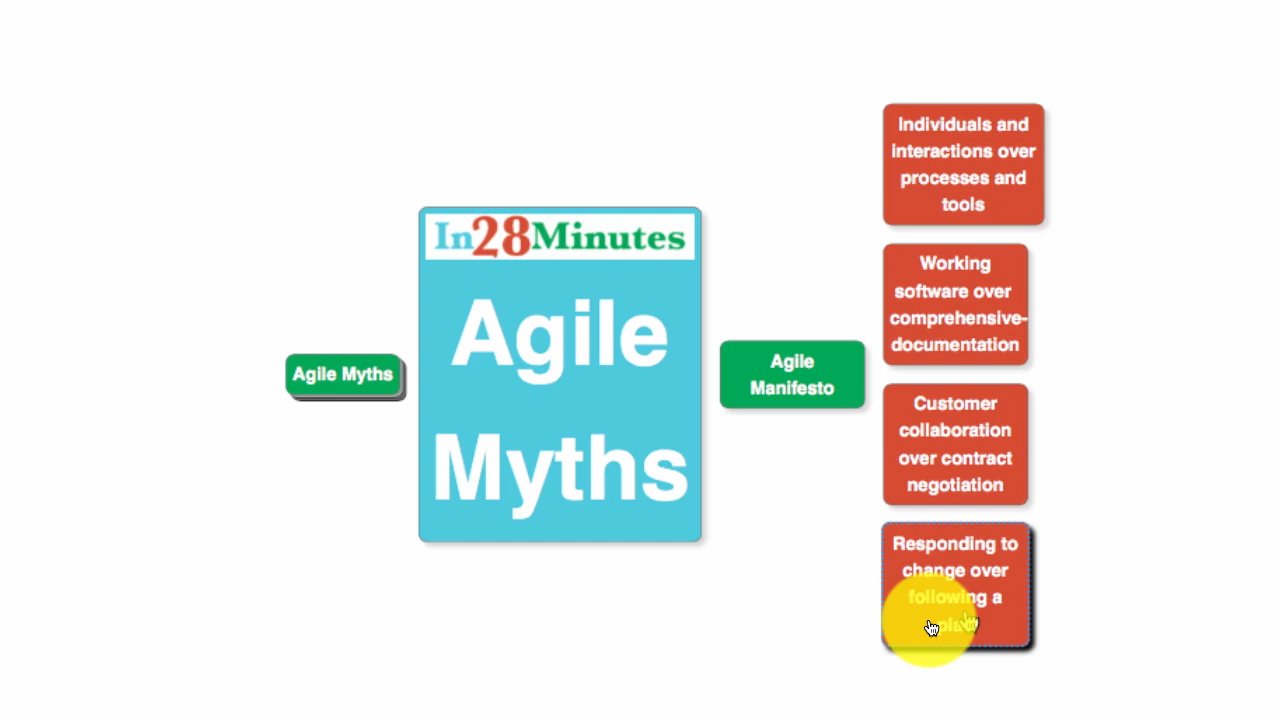 Agile Myths
In28Minutes
Agile
Myths
Agile
Manifesto
Individuals and
interactions over
processes and
tools
Working
software over
comprehensive-
documentation
Customer
collaboration
over contract
negotiation
Responding to
change over
following a